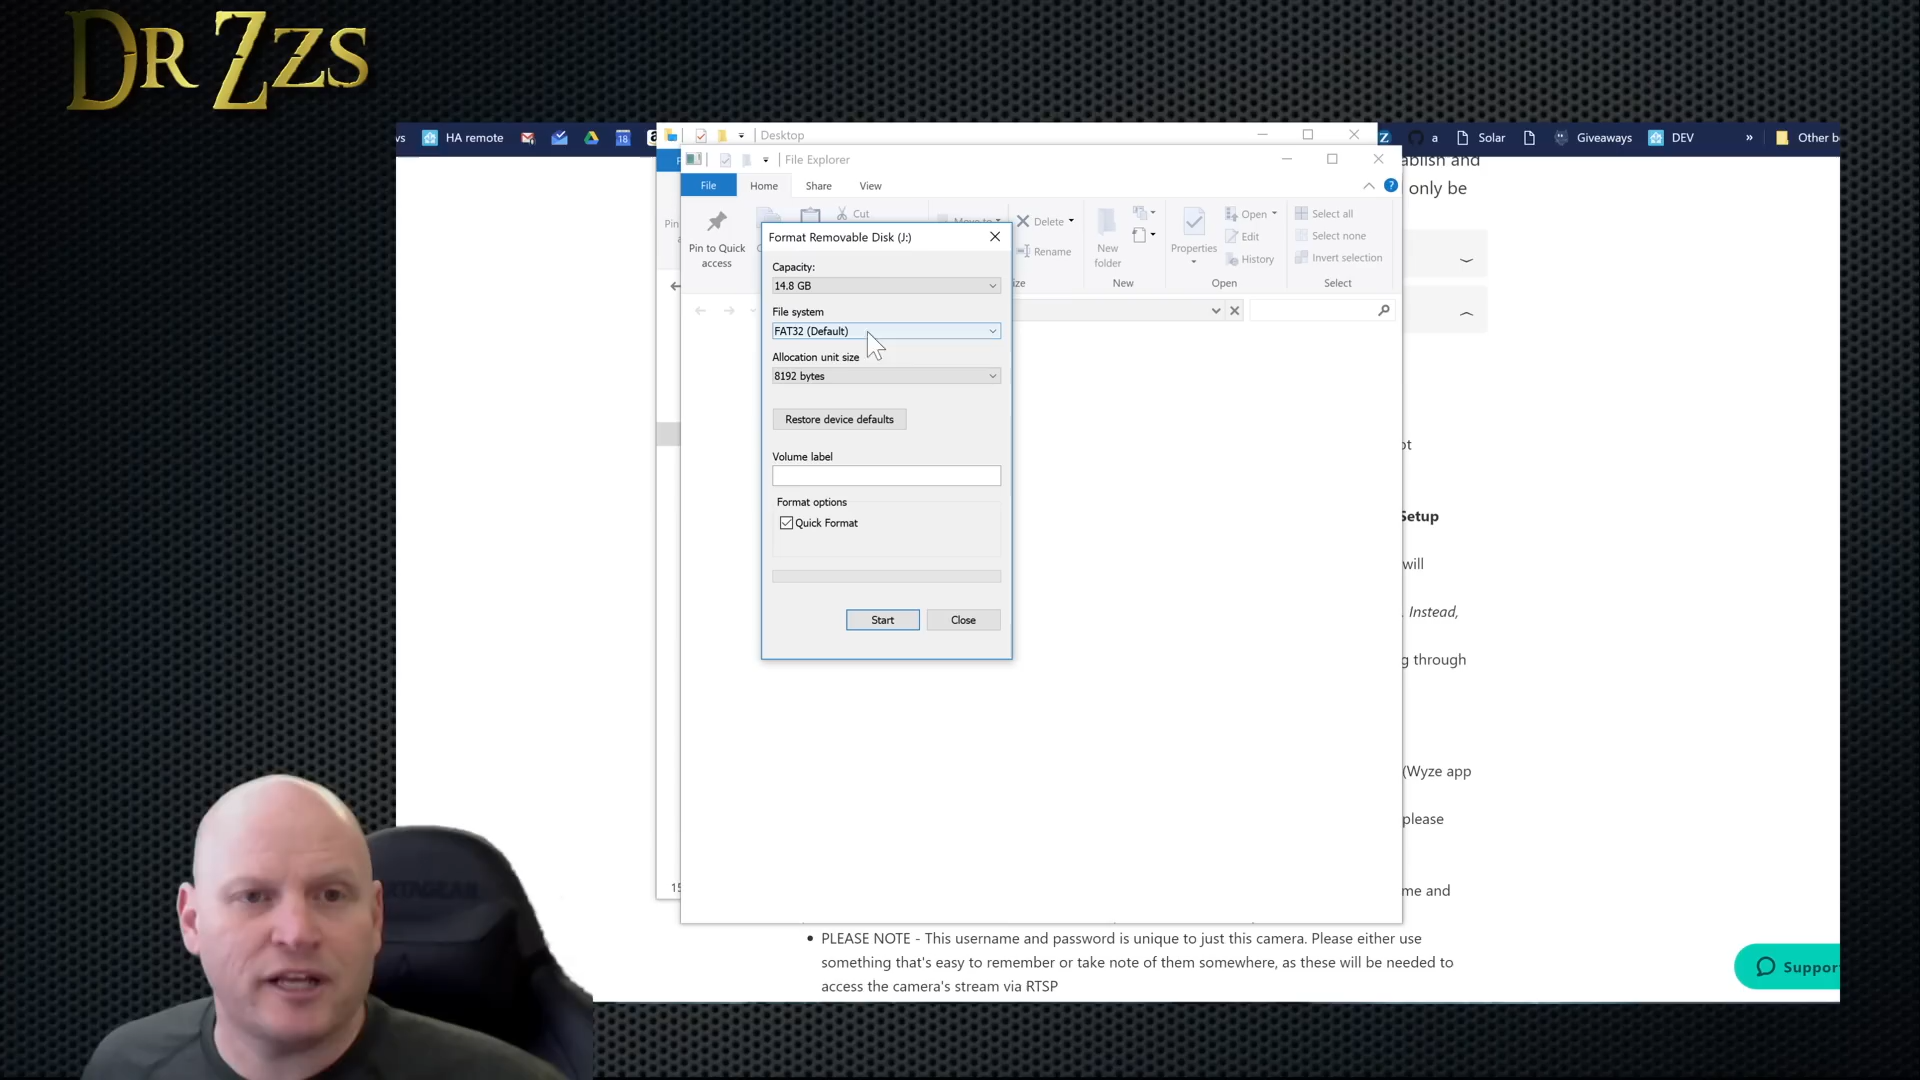 DR ZZS
ws
HA remote
18
a
Desktop
Z
a
Solar
Giveaways
DEV
»
Other b
File Explorer
ablish and
File
Home
Share
View
only be
Pin to Quick
access
Cut
Move to
Delete
Rename
New
folder
Properties
Open
Edit
History
Select all
Select none
Invert selection
New
Open
Select
Format Removable Disk (J:)
Capacity:
14.8 GB
File system
FAT32 (Default)
Allocation unit size
8192 bytes
Restore device defaults
Volume label
Format options
Quick Format
Start
Close
Setup
will
Instead,
g through
(Wyze app
please
me and
PLEASE NOTE - This username and password is unique to just this camera. Please either use
something that's easy to remember or take note of them somewhere, as these will be needed to
access the camera's stream via RTSP
Suppor